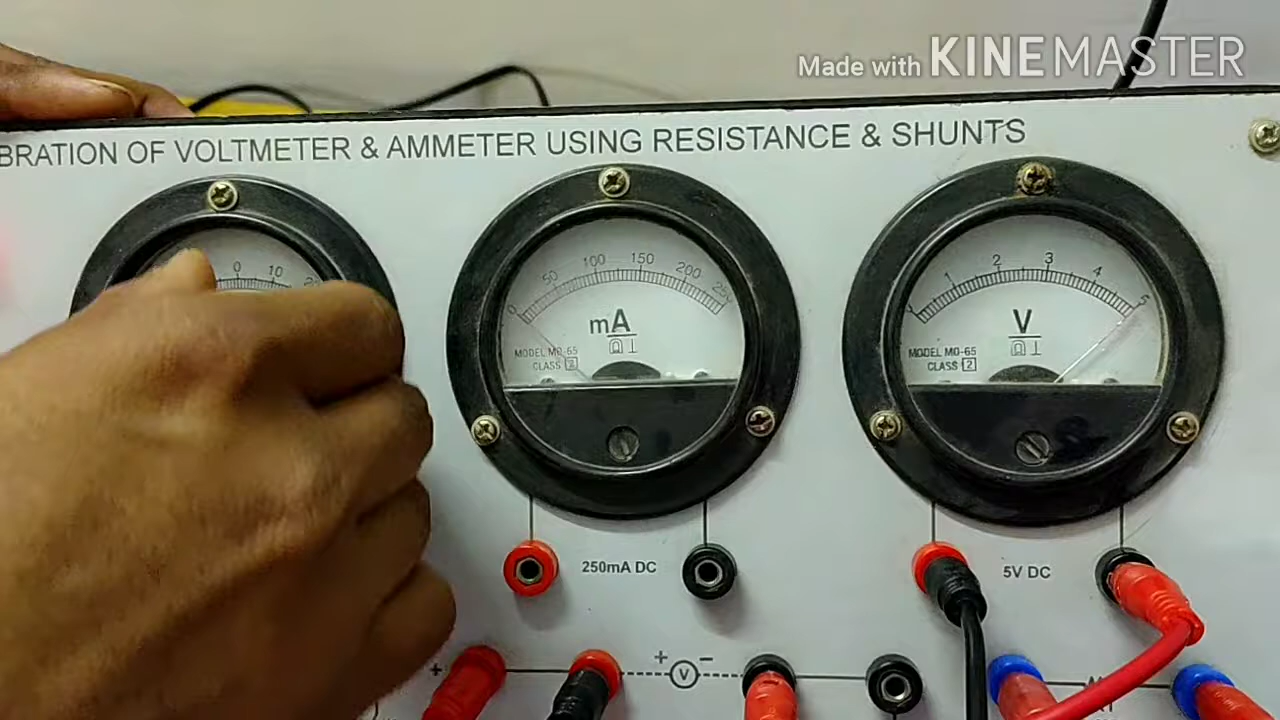 Made with KINEMASTER
BRATION OF VOLTMETER & AMMETER USING RESISTANCE & SHUNTS
0 10
0 50 100 150 200 250
mA
MODEL MO-65
CLASS 2
1 2 3 4 5
V
MODEL MO-65
CLASS 2
250mA DC
5V DC
+
+ V −